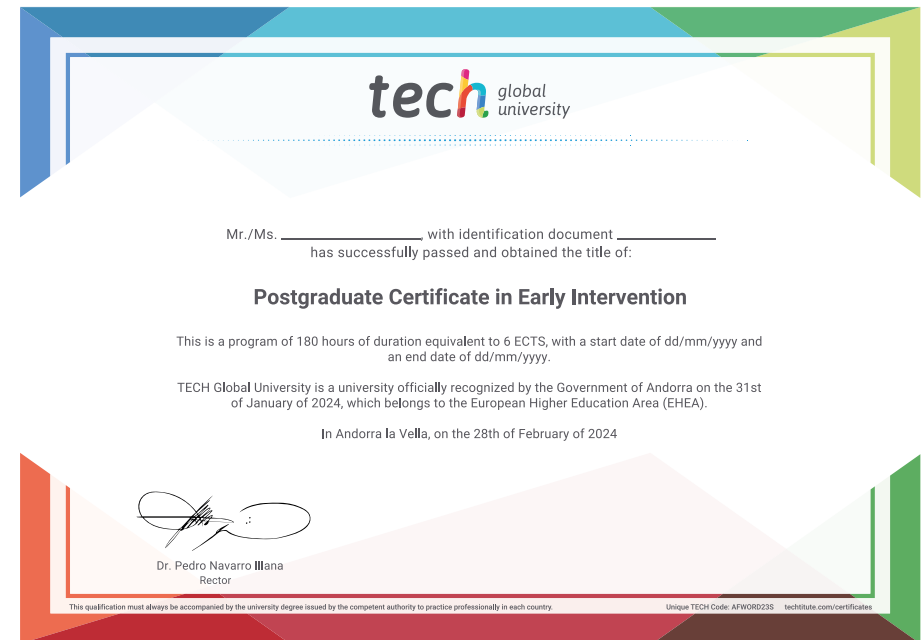 tech global university
Mr./Ms. ____________________, with identification document ______________
has successfully passed and obtained the title of:
Postgraduate Certificate in Early Intervention
This is a program of 180 hours of duration equivalent to 6 ECTS, with a start date of dd/mm/yyyy and
an end date of dd/mm/yyyy.
TECH Global University is a university officially recognized by the Government of Andorra on the 31st
of January of 2024, which belongs to the European Higher Education Area (EHEA).
In Andorra la Vella, on the 28th of February of 2024
Dr. Pedro Navarro Illana
Rector
This qualification must always be accompanied by the university degree issued by the competent authority to practice professionally in each country.
Unique TECH Code: AFWORD23S techtitute.com/certificates